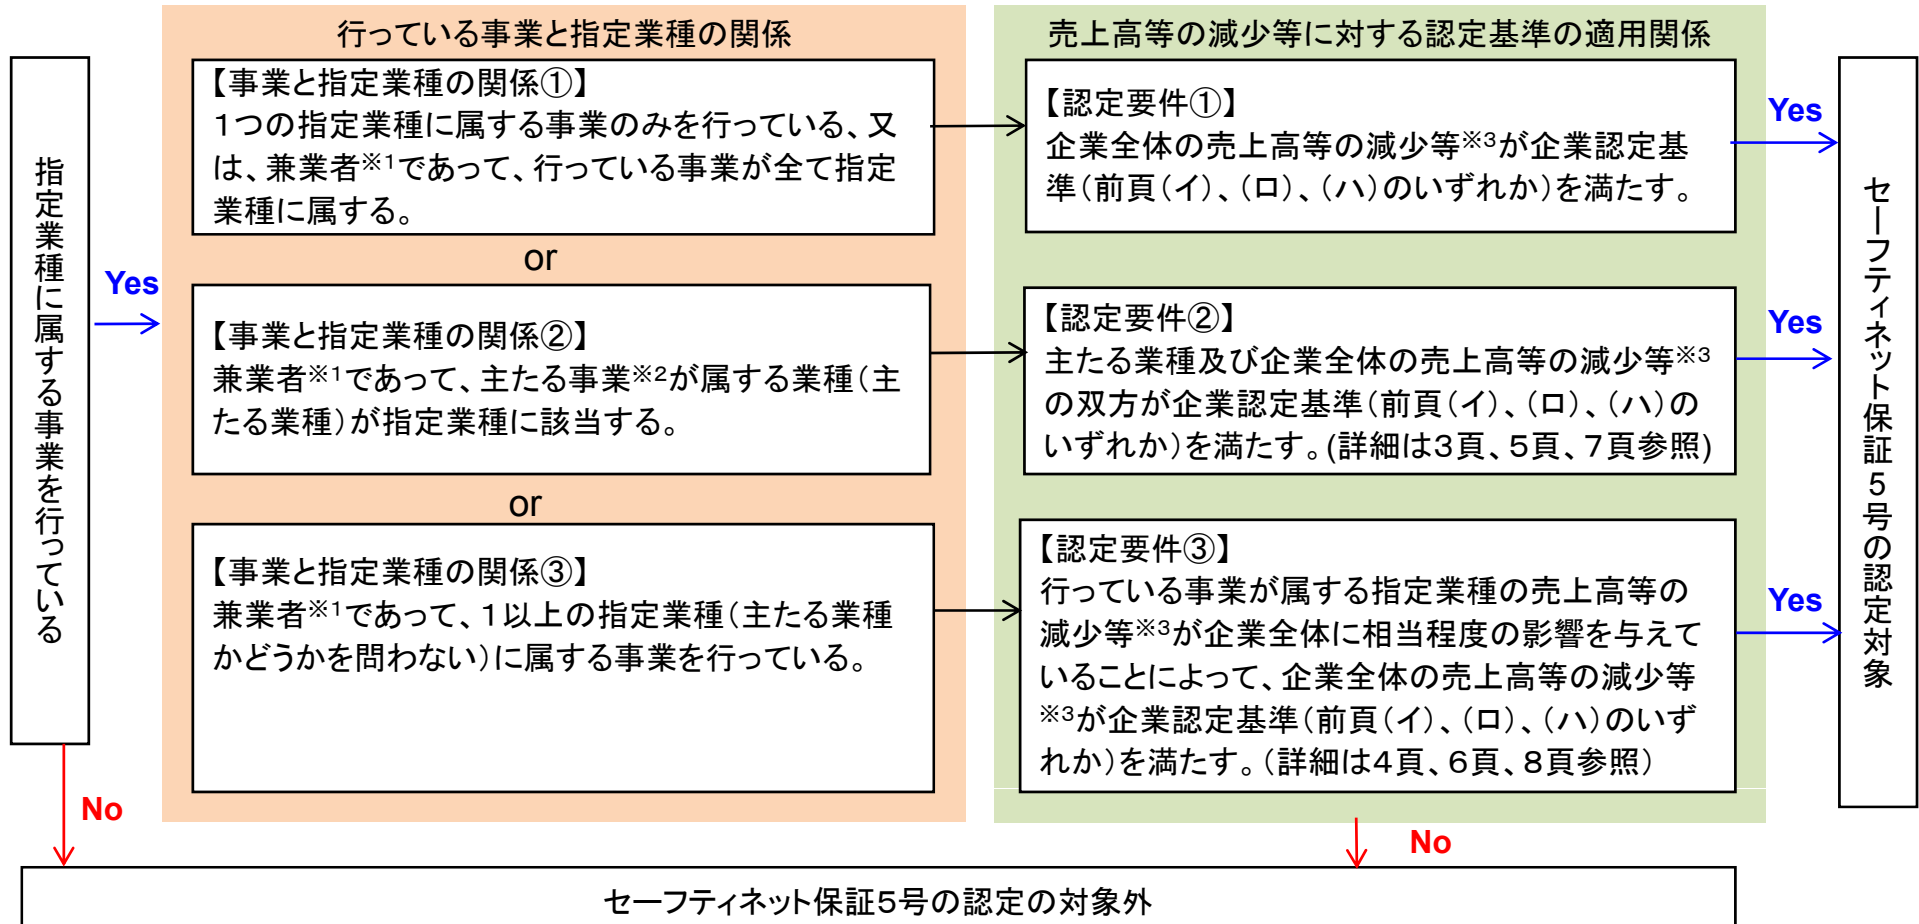 指定業種に属する事業を行っている
Yes
No
行っている事業と指定業種の関係
【事業と指定業種の関係①】
１つの指定業種に属する事業のみを行っている、又
は、兼業者※1であって、行っている事業が全て指定
業種に属する。
or
【事業と指定業種の関係②】
兼業者※1であって、主たる事業※2が属する業種（主
たる業種）が指定業種に該当する。
or
【事業と指定業種の関係③】
兼業者※1であって、１以上の指定業種（主たる業種
かどうかを問わない）に属する事業を行っている。
売上高等の減少等に対する認定基準の適用関係
【認定要件①】
企業全体の売上高等の減少等※3が企業認定基
準（前頁（イ）、（ロ）、（ハ）のいずれか）を満たす。
Yes
【認定要件②】
主たる業種及び企業全体の売上高等の減少等※3
の双方が企業認定基準（前頁（イ）、（ロ）、（ハ）の
いずれか）を満たす。(詳細は３頁、５頁、７頁参照)
Yes
【認定要件③】
行っている事業が属する指定業種の売上高等の
減少等※3が企業全体に相当程度の影響を与えて
いることによって、企業全体の売上高等の減少等
※3が企業認定基準（前頁（イ）、（ロ）、（ハ）のいず
れか）を満たす。（詳細は４頁、６頁、８頁参照）
Yes
No
セーフティネット保証５号の認定対象
セーフティネット保証５号の認定の対象外